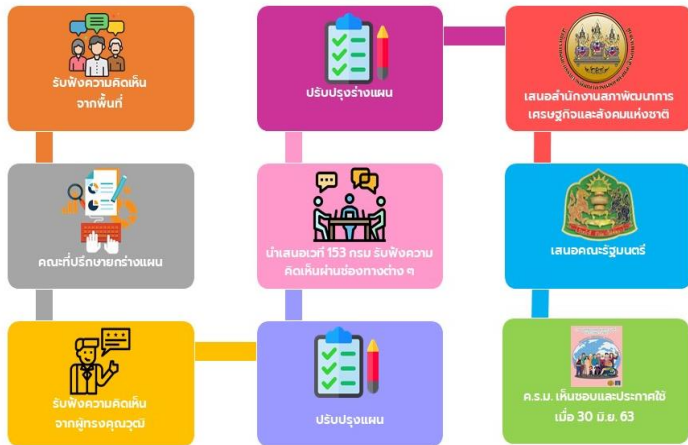 รับฟังความคิดเห็น
จากพื้นที่
คณะที่ปรึกษายกร่างแผน
รับฟังความคิดเห็น
จากผู้ทรงคุณวุฒิ
ปรับปรุงแผน
นำเสนอเวที 153 กรม รับฟังความ
คิดเห็นผ่านช่องทางต่าง ๆ
ปรับปรุงร่างแผน
เสนอสำนักงานสภาพัฒนาการ
เศรษฐกิจและสังคมแห่งชาติ
เสนอคณะรัฐมนตรี
ค.ร.ม. เห็นชอบและประกาศใช้
เมื่อ 30 มิ.ย. 63